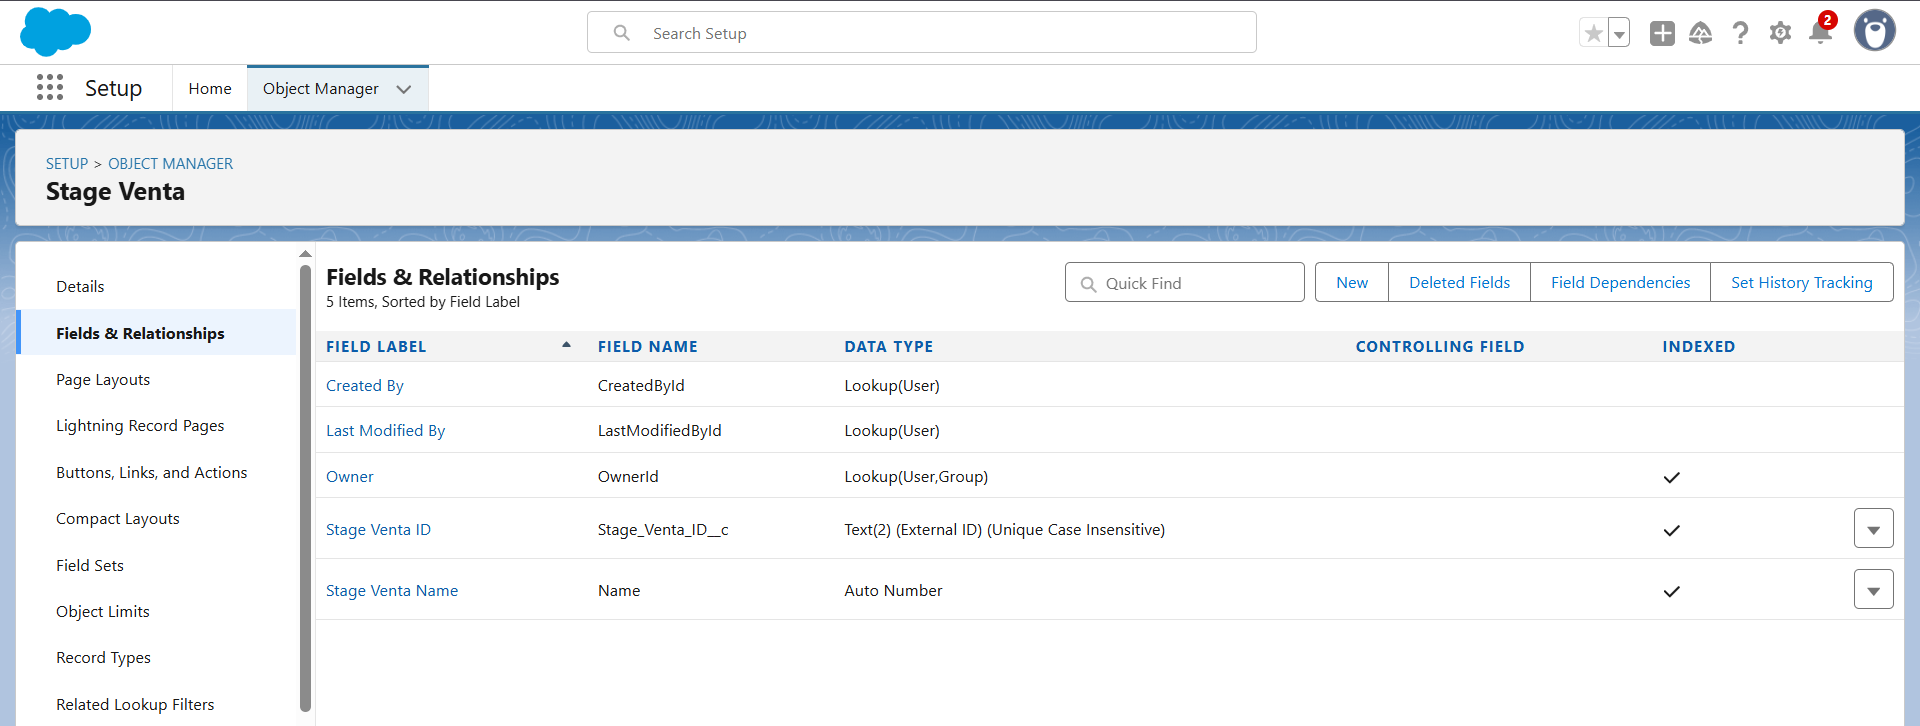 Search Setup
2
Setup
Home
Object Manager
SETUP > OBJECT MANAGER
Stage Venta
Details
Fields & Relationships
Page Layouts
Lightning Record Pages
Buttons, Links, and Actions
Compact Layouts
Field Sets
Object Limits
Record Types
Related Lookup Filters
Fields & Relationships
5 Items, Sorted by Field Label
Quick Find
New
Deleted Fields
Field Dependencies
Set History Tracking
FIELD LABEL FIELD NAME DATA TYPE CONTROLLING FIELD INDEXED
Created By CreatedById Lookup(User)
Last Modified By LastModifiedById Lookup(User)
Owner OwnerId Lookup(User,Group)
Stage Venta ID Stage_Venta_ID__c Text(2) (External ID) (Unique Case Insensitive)
Stage Venta Name Name Auto Number